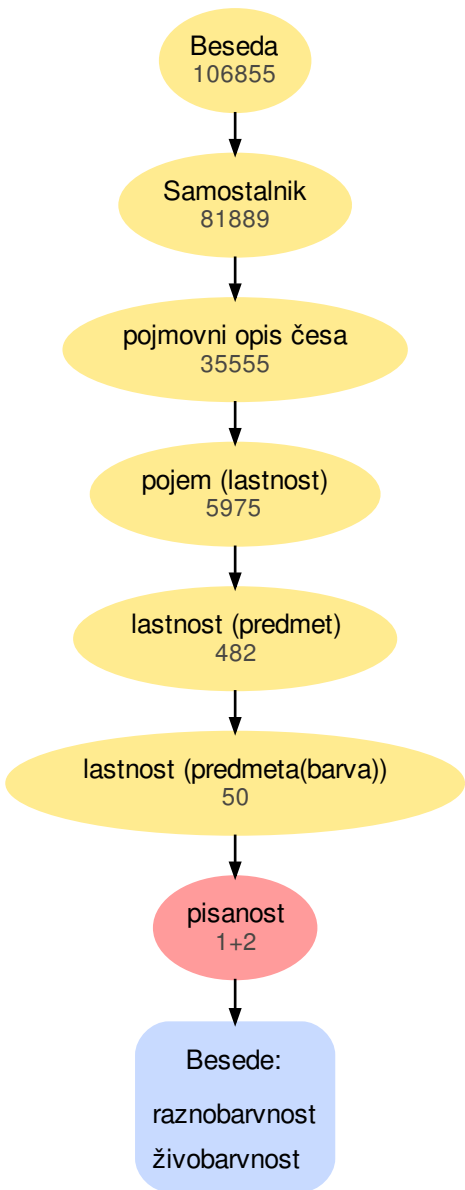 Beseda
106855
Samostalnik
81889
pojmovni opis česa
35555
pojem (lastnost)
5975
lastnost (predmet)
482
lastnost (predmeta(barva))
50
pisanost
1+2
Besede:
raznobarvnost
živobarvnost